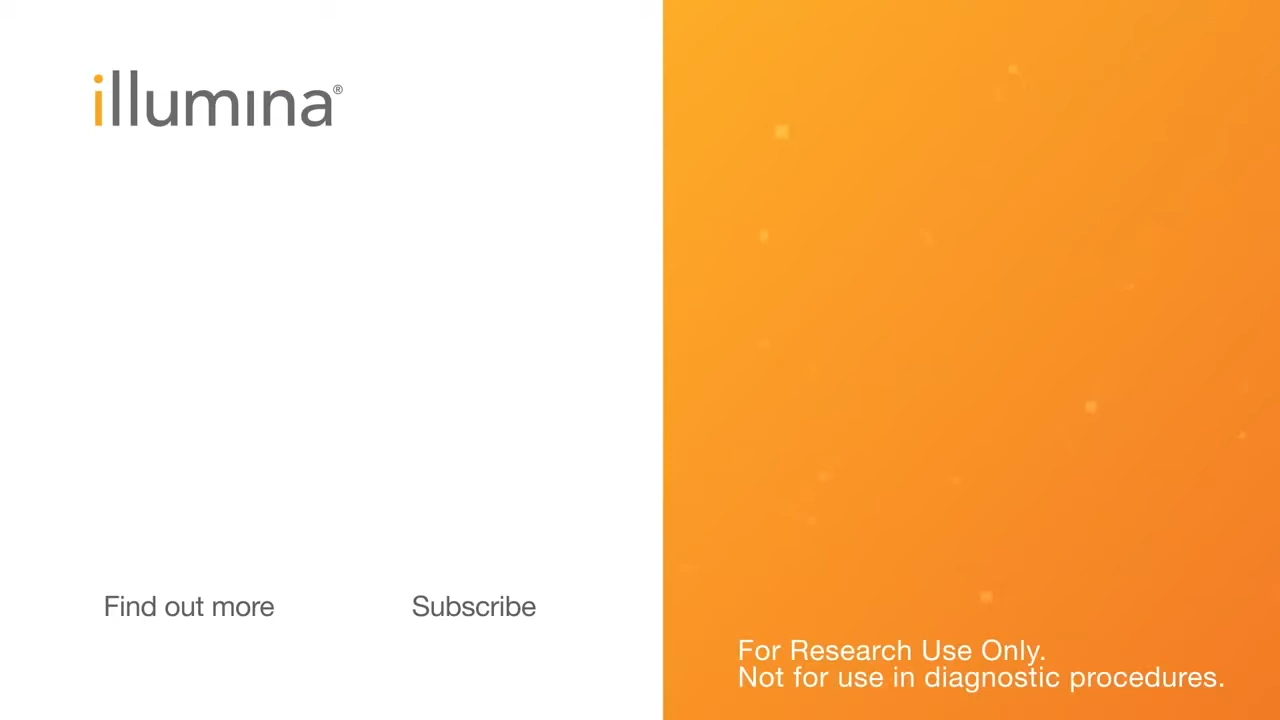 illumina®
Find out more
Subscribe
For Research Use Only.
Not for use in diagnostic procedures.